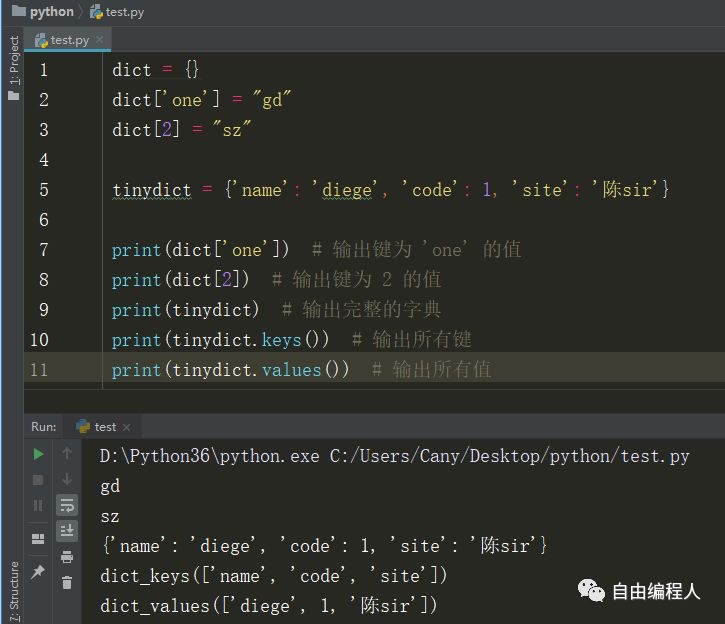 python test.py
test.py
1: Project
1 dict = {}
2 dict['one'] = "gd"
3 dict[2] = "sz"
4
5 tinydict = {'name': 'diege', 'code': 1, 'site': '陈sir'}
6
7 print(dict['one'])  # 输出键为 'one' 的值
8 print(dict[2])  # 输出键为 2 的值
9 print(tinydict)  # 输出完整的字典
10 print(tinydict.keys())  # 输出所有键
11 print(tinydict.values())  # 输出所有值
Run: test
D:\Python36\python.exe C:/Users/Cany/Desktop/python/test.py
gd
sz
{'name': 'diege', 'code': 1, 'site': '陈sir'}
dict_keys(['name', 'code', 'site'])
dict_values(['diege', 1, '陈sir'])
7: Structure
自由编程人